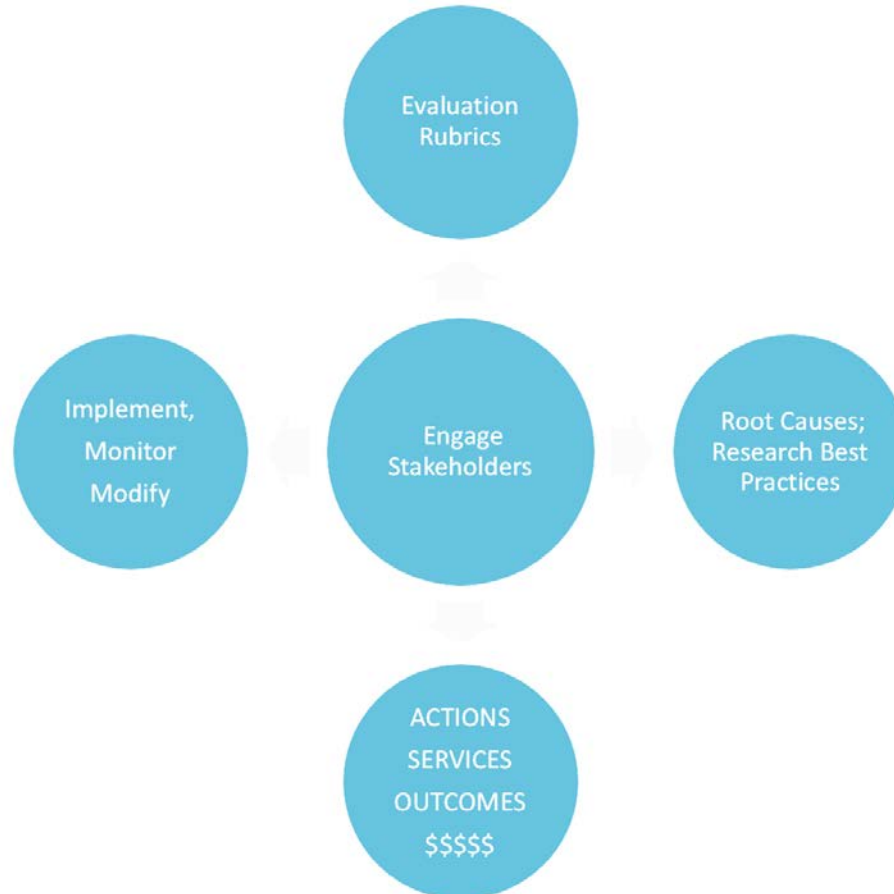 Evaluation
Rubrics
Implement,
Monitor
Modify
Engage
Stakeholders
Root Causes;
Research Best
Practices
ACTIONS
SERVICES
OUTCOMES
$$$$$